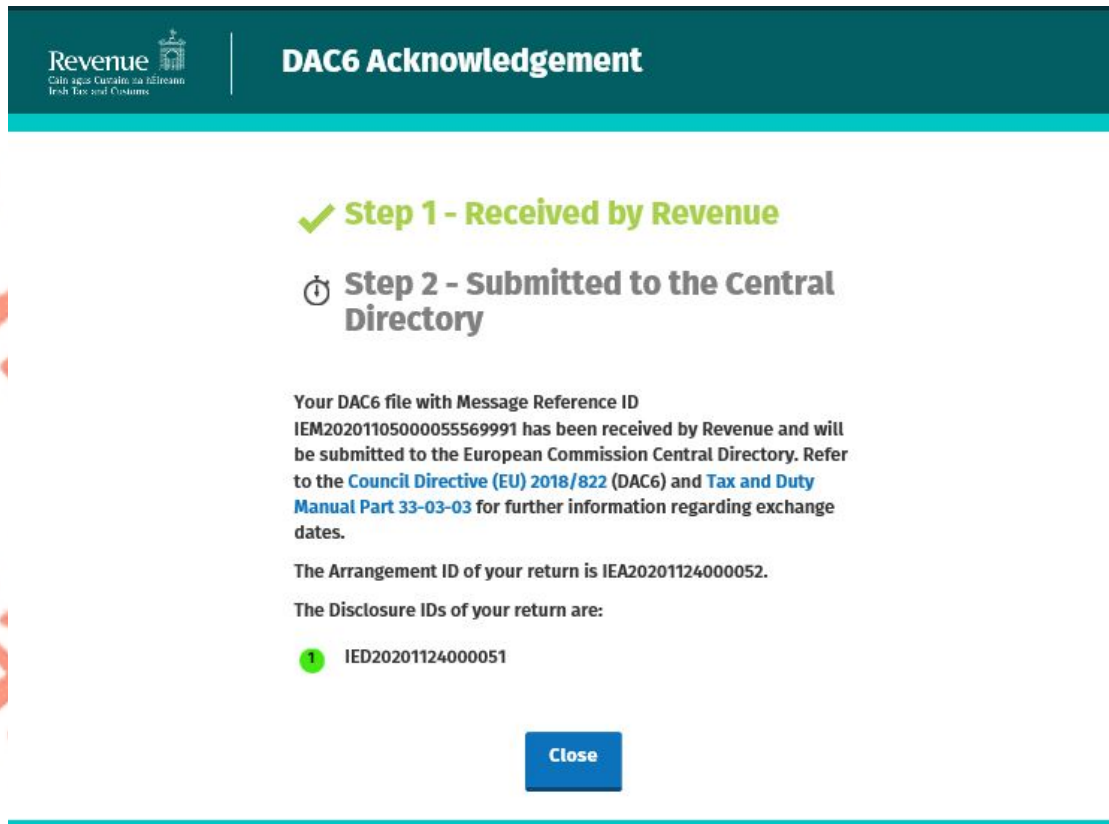 Revenue
Cáin agus Custaim na hÉireann
Irish Tax and Customs
DAC6 Acknowledgement
Step 1 - Received by Revenue
Step 2 - Submitted to the Central
Directory
Your DAC6 file with Message Reference ID
IEM20201105000055569991 has been received by Revenue and will
be submitted to the European Commission Central Directory. Refer
to the Council Directive (EU) 2018/822 (DAC6) and Tax and Duty
Manual Part 33-03-03 for further information regarding exchange
dates.
The Arrangement ID of your return is IEA20201124000052.
The Disclosure IDs of your return are:
1 IED20201124000051
Close